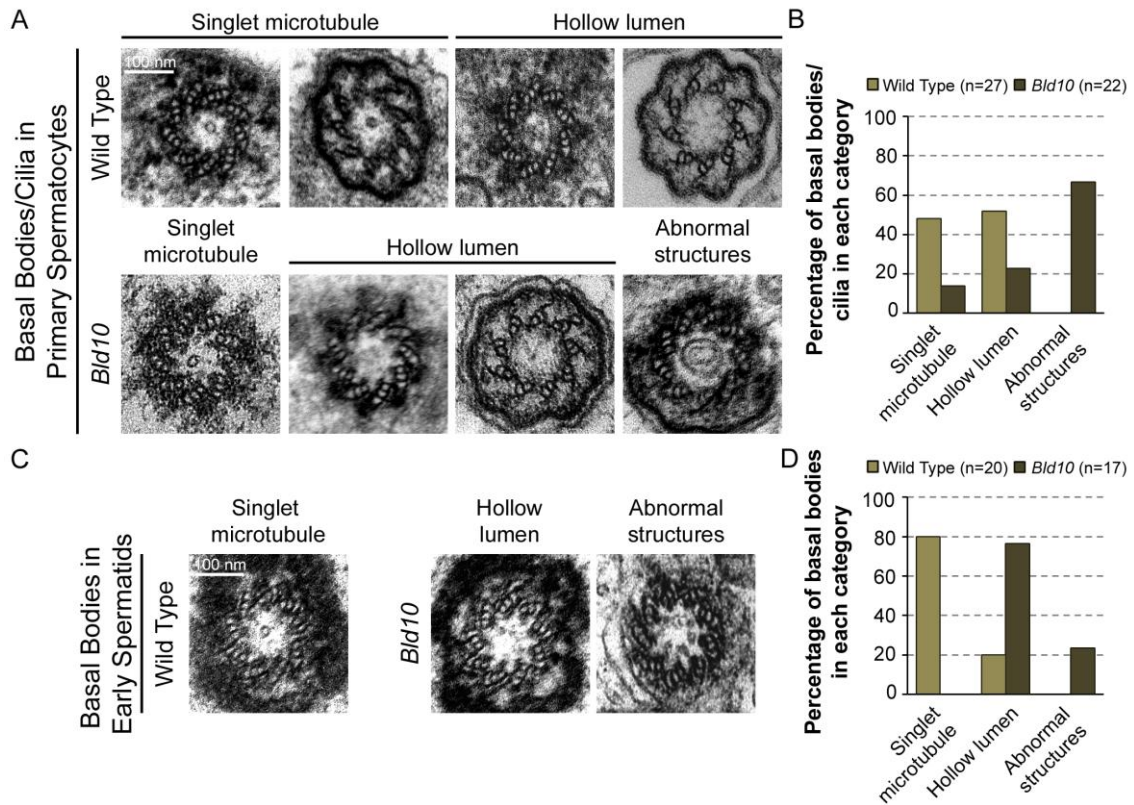 A
Singlet microtubule
Hollow lumen
Basal Bodies/Cilia in
Primary Spermatocytes
Wild Type
100 nm
Singlet
microtubule
Hollow lumen
Abnormal
structures
Bld10
B
Wild Type (n=27) Bld10 (n=22)
Percentage of basal bodies/
cilia in each category
100
80
60
40
20
0
Singlet
microtubule
Hollow lumen
Abnormal
structures
C
Basal Bodies in
Early Spermatids
Wild Type
Singlet
microtubule
100 nm
Bld10
Hollow
lumen
Abnormal
structures
D
Wild Type (n=20) Bld10 (n=17)
Percentage of basal bodies
in each category
100
80
60
40
20
0
Singlet
microtubule
Hollow lumen
Abnormal
structures